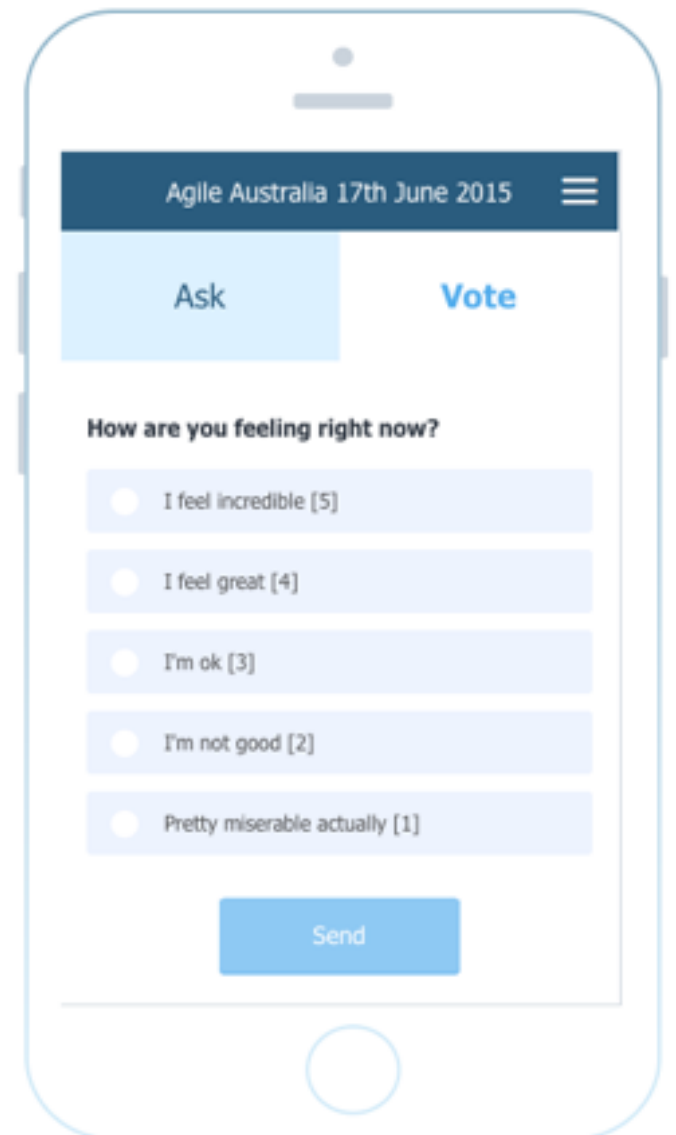 Agile Australia 17th June 2015
Ask
Vote
How are you feeling right now?
I feel incredible [5]
I feel great [4]
I'm ok [3]
I'm not good [2]
Pretty miserable actually [1]
Send